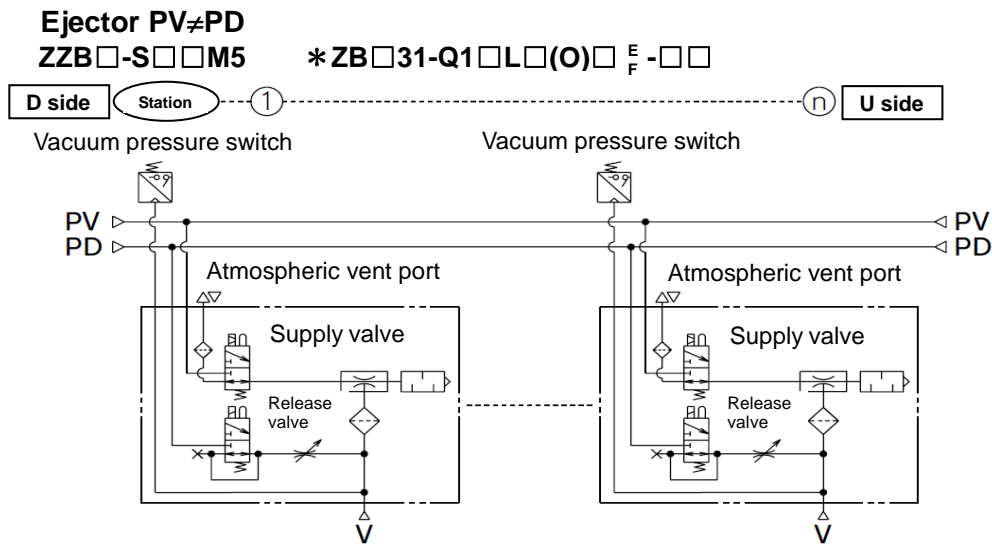 Ejector PV≠PD
ZZB□-S□□M5 *ZB□31-Q1□L□(O)□ E F -□□
D side Station 1 n U side
Vacuum pressure switch Vacuum pressure switch
PV PV
PD PD
Atmospheric vent port Atmospheric vent port
Supply valve Supply valve
Release Release
valve valve
V V